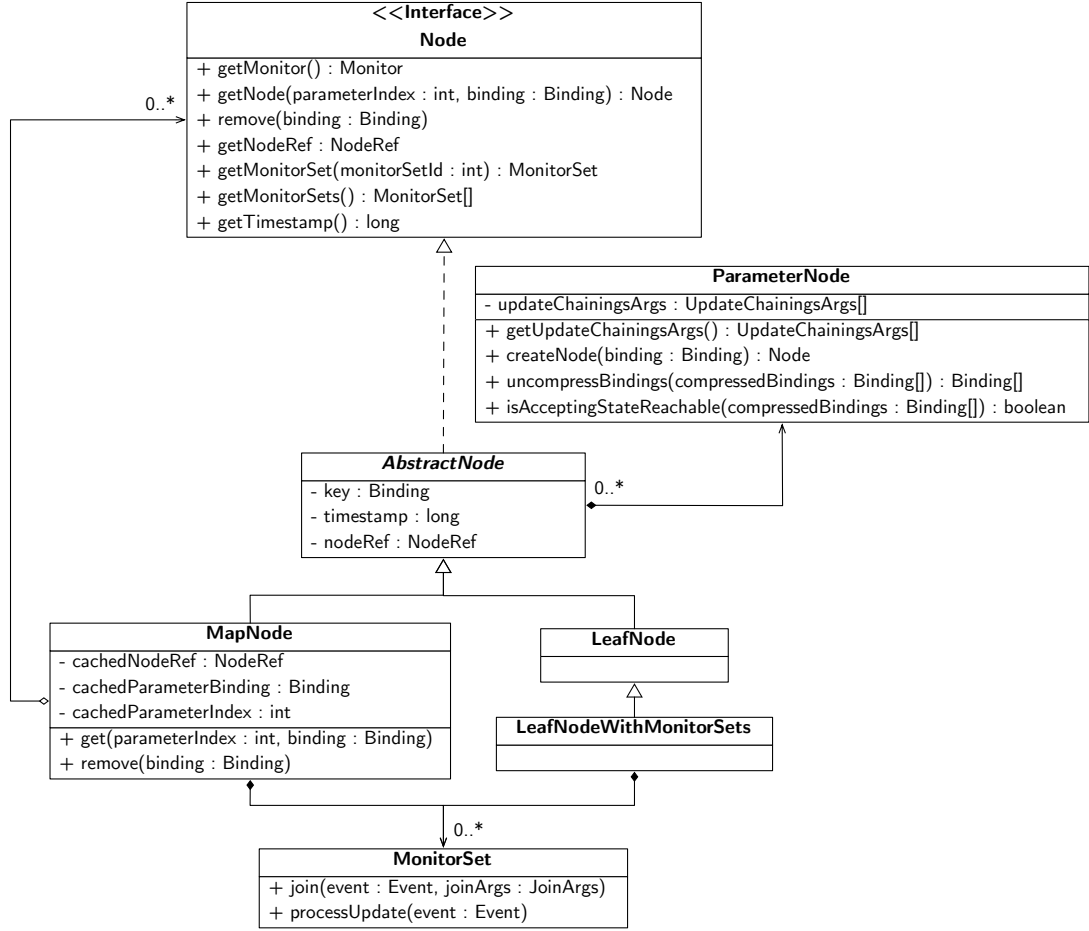 <<Interface>>
Node
+ getMonitor() : Monitor
+ getNode(parameterIndex : int, binding : Binding) : Node
+ remove(binding : Binding)
+ getNodeRef : NodeRef
+ getMonitorSet(monitorSetId : int) : MonitorSet
+ getMonitorSets() : MonitorSet[]
+ getTimestamp() : long
0..*
ParameterNode
- updateChainingsArgs : UpdateChainingsArgs[]
+ getUpdateChainingsArgs() : UpdateChainingsArgs[]
+ createNode(binding : Binding) : Node
+ uncompressBindings(compressedBindings : Binding[]) : Binding[]
+ isAcceptingStateReachable(compressedBindings : Binding[]) : boolean
AbstractNode
- key : Binding
- timestamp : long
- nodeRef : NodeRef
0..*
MapNode
- cachedNodeRef : NodeRef
- cachedParameterBinding : Binding
- cachedParameterIndex : int
+ get(parameterIndex : int, binding : Binding)
+ remove(binding : Binding)
LeafNode
LeafNodeWithMonitorSets
0..*
MonitorSet
+ join(event : Event, joinArgs : JoinArgs)
+ processUpdate(event : Event)